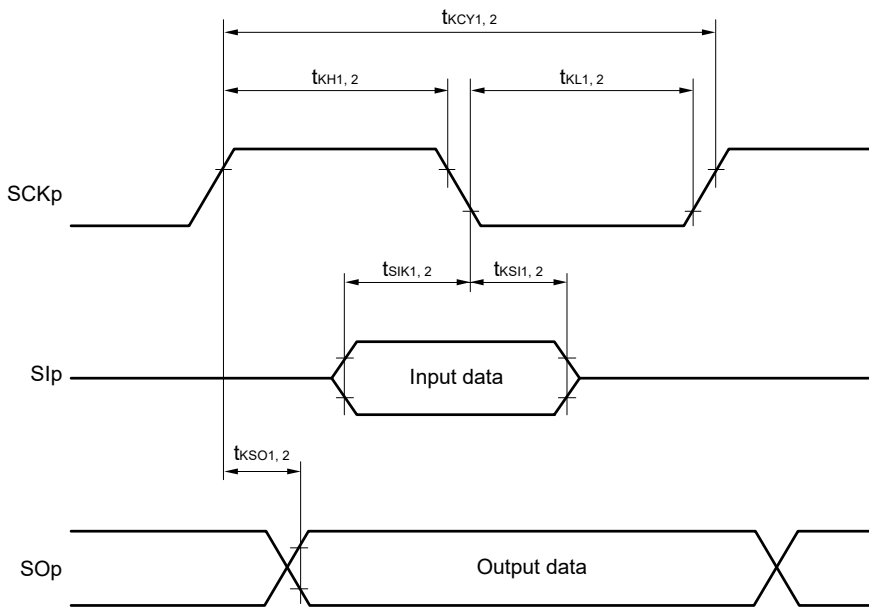 tKCY1, 2
tKH1, 2
tKL1, 2
SCKp
tSIK1, 2
tKSI1, 2
SIp
Input data
tKSO1, 2
SOp
Output data